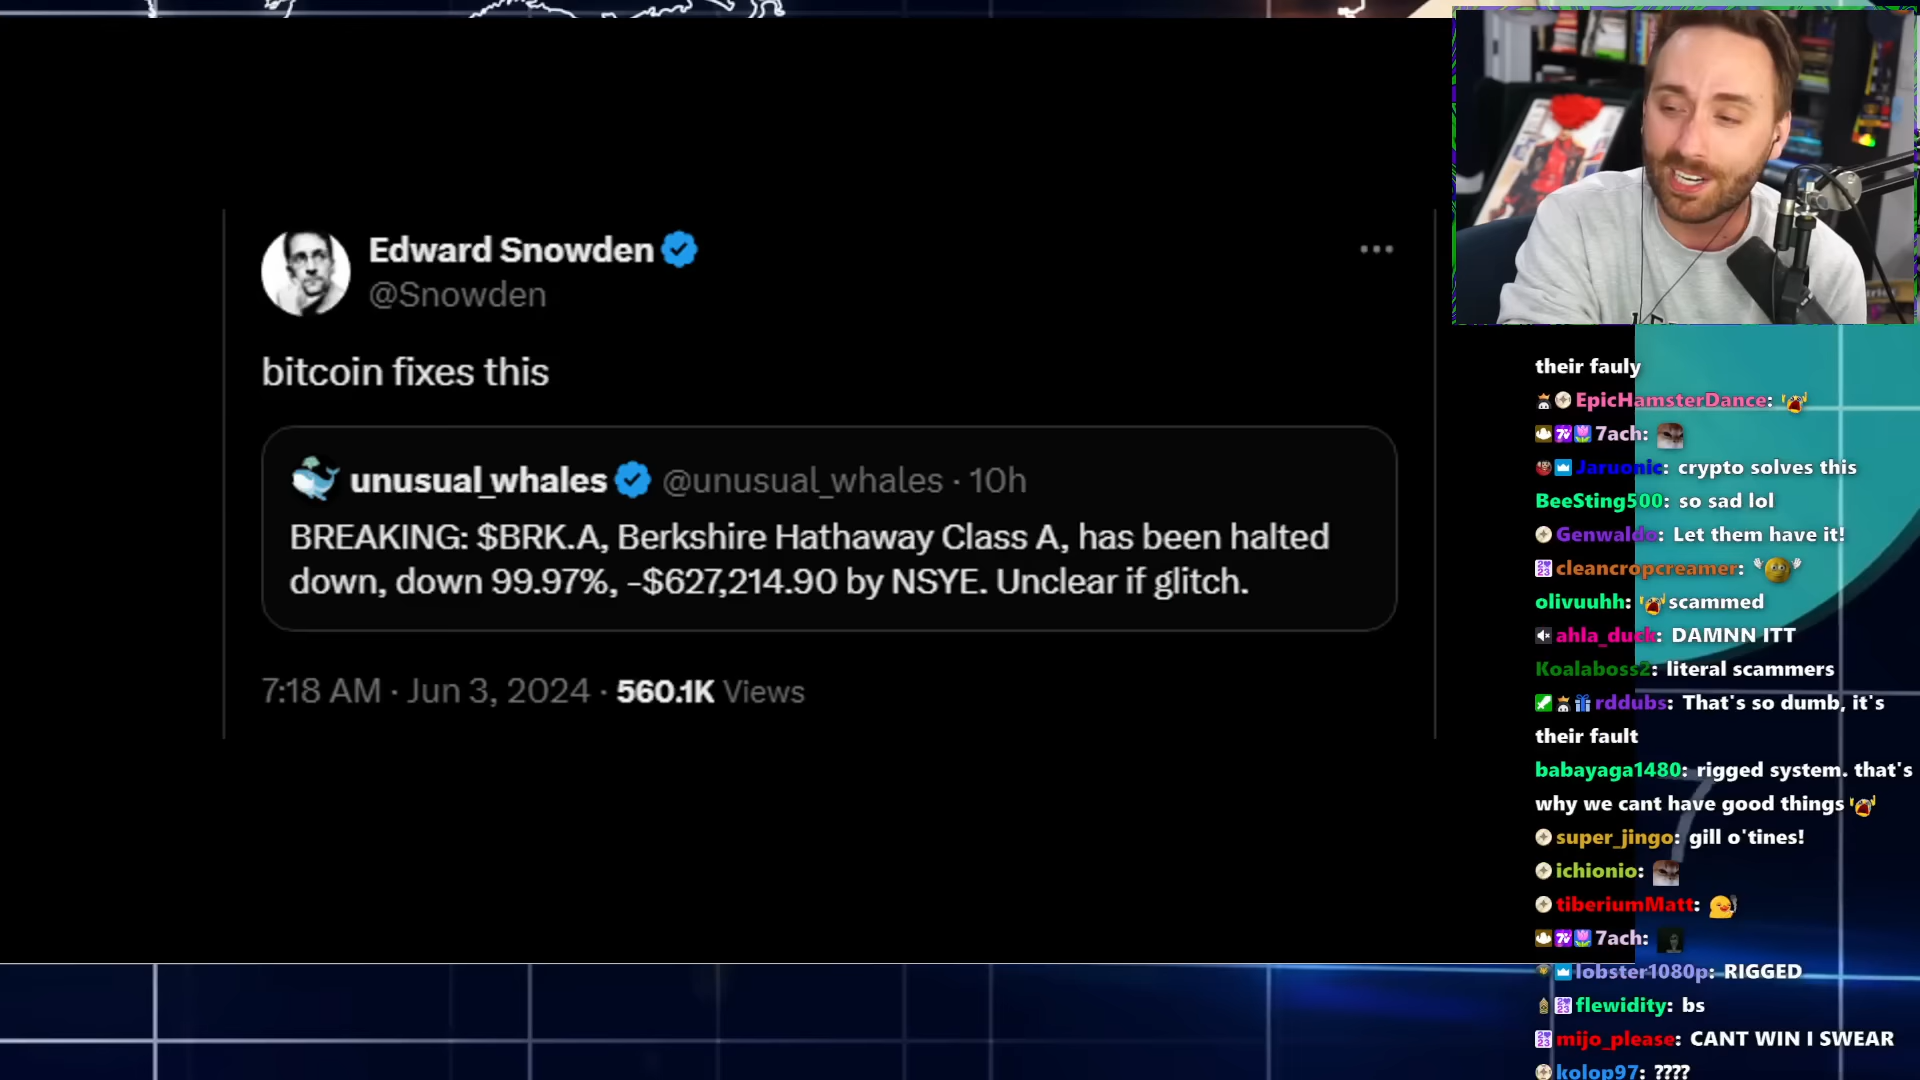 Edward Snowden
@Snowden
bitcoin fixes this
unusual_whales @unusual_whales · 10h
BREAKING: $BRK.A, Berkshire Hathaway Class A, has been halted
down, down 99.97%, -$627,214.90 by NSYE. Unclear if glitch.
7:18 AM · Jun 3, 2024 · 560.1K Views
their fauly
EpicHamsterDance:
7ach:
Jaruonic: crypto solves this
BeeSting500: so sad lol
Genwaldo: Let them have it!
cleancropcreamer:
olivuuhh: scammed
ahla_duck: DAMNN ITT
Koalaboss2: literal scammers
rddubs: That's so dumb, it's
their fault
babayaga1480: rigged system. that's
why we cant have good things
super_jingo: gill o'tines!
ichionio:
tiberiumMatt:
7ach:
lobster1080p: RIGGED
flewidity: bs
mijo_please: CANT WIN I SWEAR
kolop97: ????